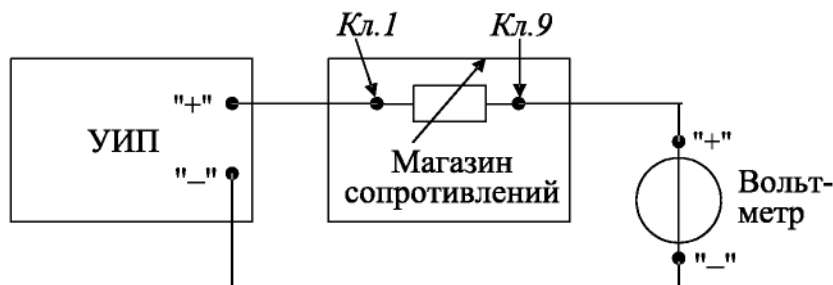 Кл.1
Кл.9
"+"
УИП
"_"
Магазин
сопротивлений
"+"
Вольт-
метр
"_"